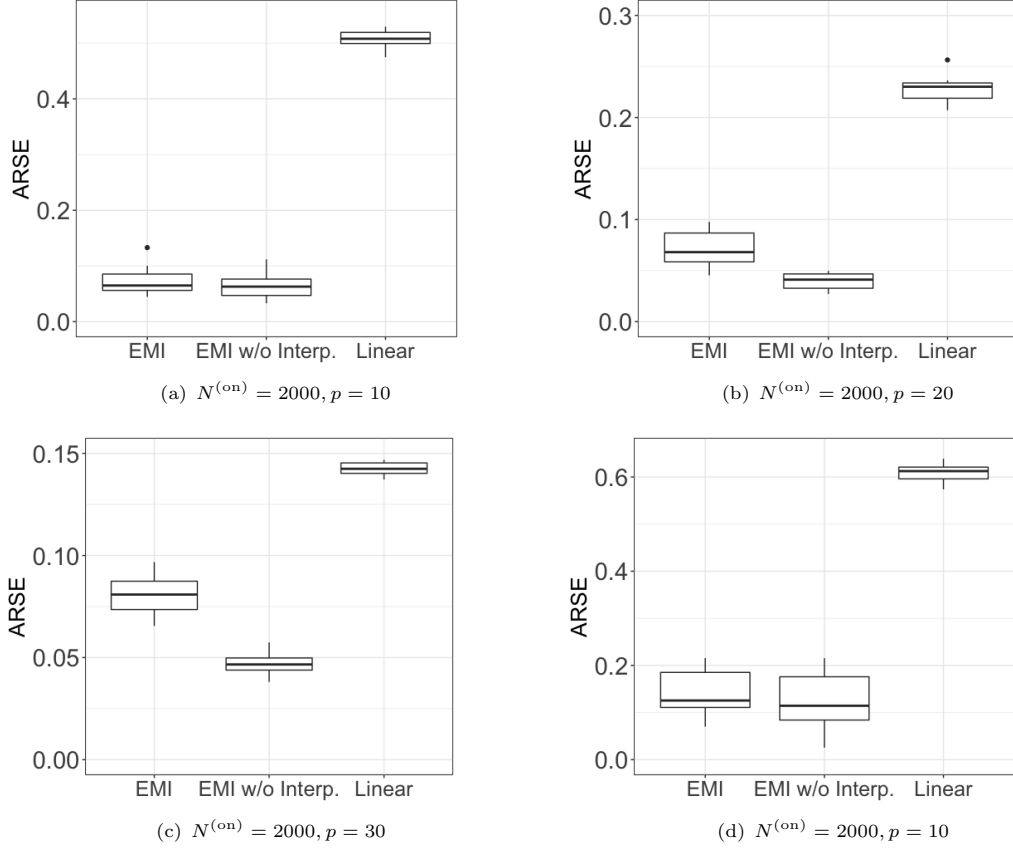 ARSE
0.4
0.2
0.0
EMI EMI w/o Interp. Linear
(a) N^(on) = 2000, p = 10
ARSE
0.3
0.2
0.1
0.0
EMI EMI w/o Interp. Linear
(b) N^(on) = 2000, p = 20
ARSE
0.15
0.10
0.05
0.00
EMI EMI w/o Interp. Linear
(c) N^(on) = 2000, p = 30
ARSE
0.6
0.4
0.2
0.0
EMI EMI w/o Interp. Linear
(d) N^(on) = 2000, p = 10